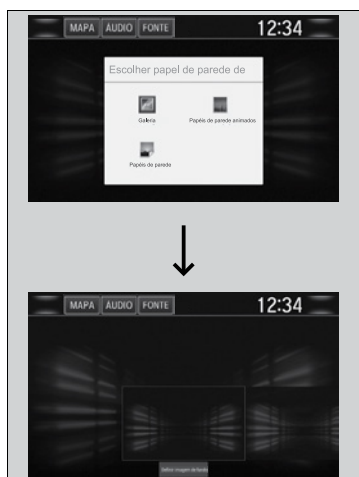 MAPA AUDIO FONTE 12:34
Escolher papel de parede de
Galeria Papéis de parede animados
Papéis de parede
MAPA AUDIO FONTE 12:34
Definir imagem de fundo